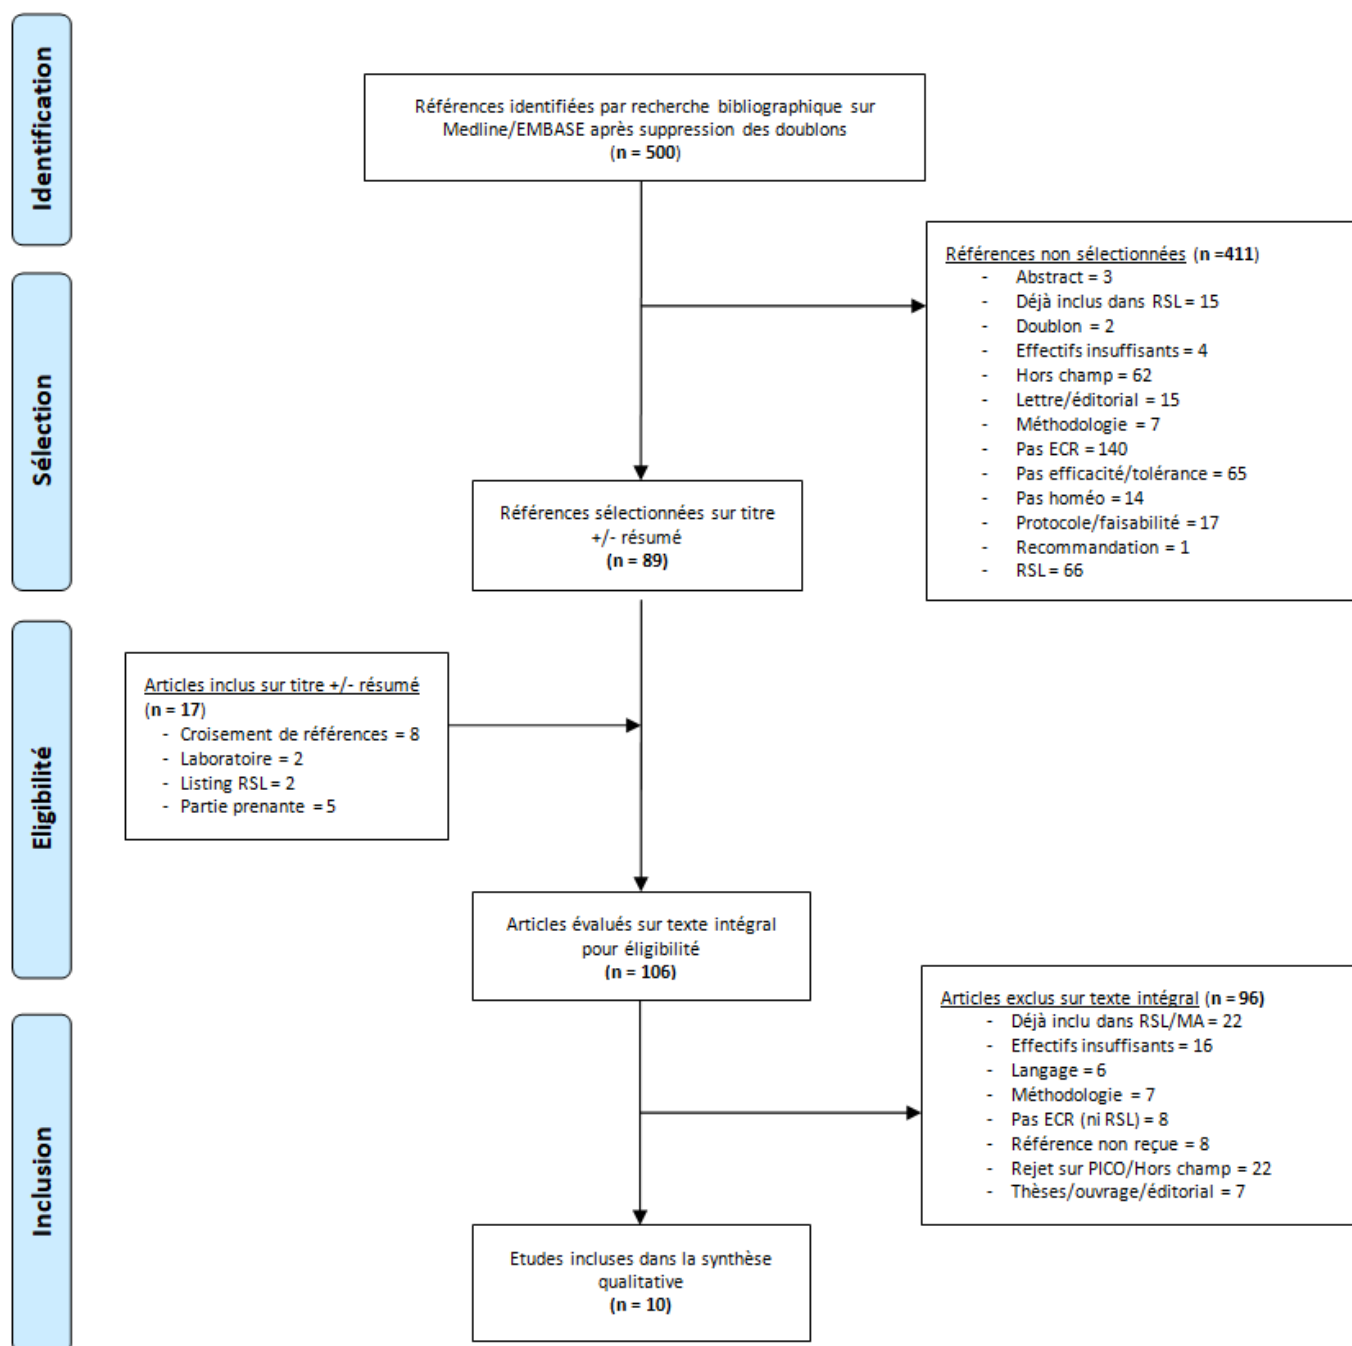 Identification
Références identifiées par recherche bibliographique sur
Medline/EMBASE après suppression des doublons
(n = 500)
Références non sélectionnées (n =411)
- Abstract = 3
- Déjà inclus dans RSL = 15
- Doublon = 2
- Effectifs insuffisants = 4
- Hors champ = 62
- Lettre/éditorial = 15
- Méthodologie = 7
- Pas ECR = 140
- Pas efficacité/tolérance = 65
- Pas homéo = 14
- Protocole/faisabilité = 17
- Recommandation = 1
- RSL = 66
Sélection
Références sélectionnées sur titre
+/- résumé
(n = 89)
Eligibilité
Articles inclus sur titre +/- résumé
(n = 17)
- Croisement de références = 8
- Laboratoire = 2
- Listing RSL = 2
- Partie prenante = 5
Articles évalués sur texte intégral
pour éligibilité
(n = 106)
Articles exclus sur texte intégral (n = 96)
- Déjà inclu dans RSL/MA = 22
- Effectifs insuffisants = 16
- Langage = 6
- Méthodologie = 7
- Pas ECR (ni RSL) = 8
- Référence non reçue = 8
- Rejet sur PICO/Hors champ = 22
- Thèses/ouvrage/éditorial = 7
Inclusion
Etudes incluses dans la synthèse
qualitative
(n = 10)